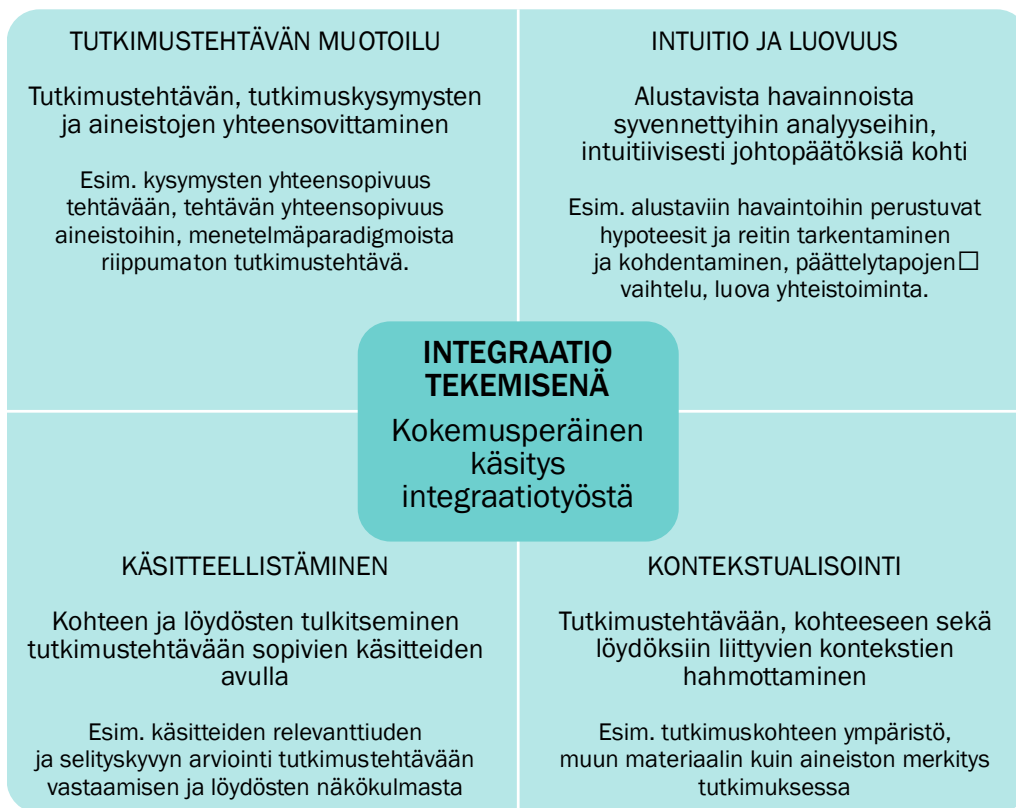 TUTKIMUSTEHTÄVÄN MUOTOILU
Tutkimustehtävän, tutkimuskysymysten
ja aineistojen yhteensovittaminen
Esim. kysymysten yhteensopivuus
tehtävään, tehtävän yhteensopivuus
aineistoihin, menetelmäparadigmoista
riippumaton tutkimustehtävä.
INTUITIO JA LUOVUUS
Alustavista havainnoista
syvennettyihin analyyseihin,
intuitiivisesti johtopäätöksiä kohti
Esim. alustaviin havaintoihin perustuvat
hypoteesit ja reitin tarkentaminen
ja kohdentaminen, päättelytapojen□
vaihtelu, luova yhteistoiminta.
INTEGRAATIO
TEKEMISENÄ
Kokemusperäinen
käsitys
integraatiotyöstä
KÄSITTEELLISTÄMINEN
Kohteen ja löydösten tulkitseminen
tutkimustehtävään sopivien käsitteiden
avulla
Esim. käsitteiden relevanttiuden
ja selityskyvyn arviointi tutkimustehtävään
vastaamisen ja löydösten näkökulmasta
KONTEKSTUALISOINTI
Tutkimustehtävään, kohteeseen sekä
löydöksiin liittyvien kontekstien
hahmottaminen
Esim. tutkimuskohteen ympäristö,
muun materiaalin kuin aineiston merkitys
tutkimuksessa